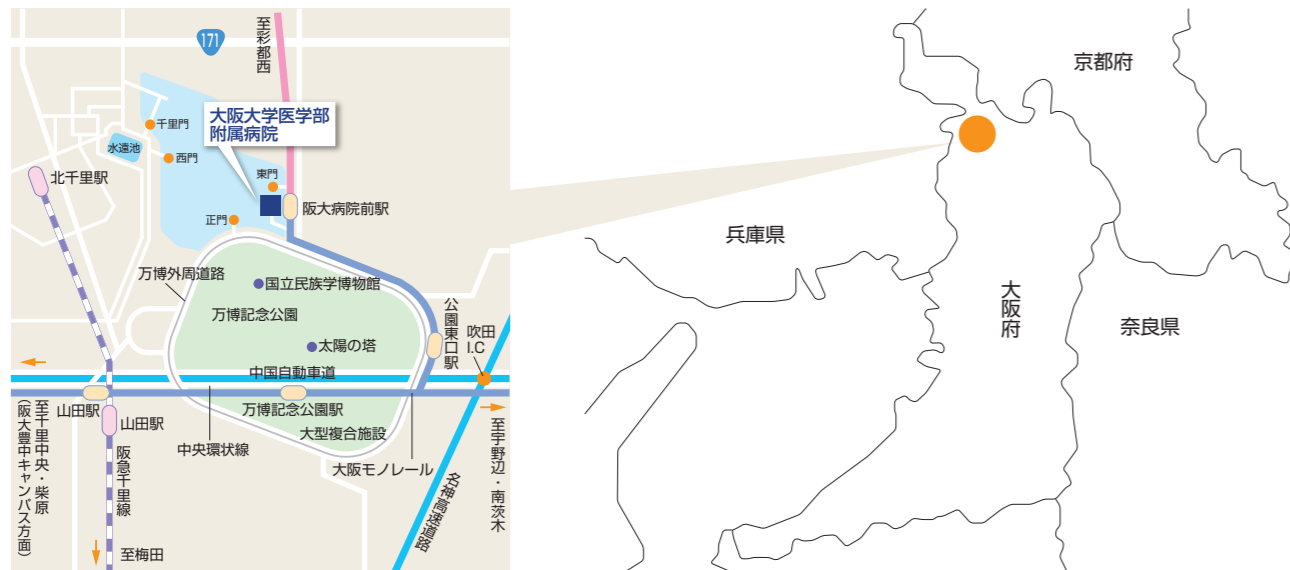 171
至彩都西
大阪大学医学部
附属病院
千里門
水遠池
西門
東門
北千里駅
正門
阪大病院前駅
万博外周道路
国立民族学博物館
万博記念公園
公園東口駅
吹田
I.C
太陽の塔
中国自動車道
山田駅
万博記念公園駅
山田駅
大型複合施設
中央環状線
大阪モノレール
至千里中央・柴原
(阪大豊中キャンパス方面)
阪急千里線
名神高速道路
至宇野辺・南茨木
至梅田
京都府
兵庫県
大阪府
奈良県